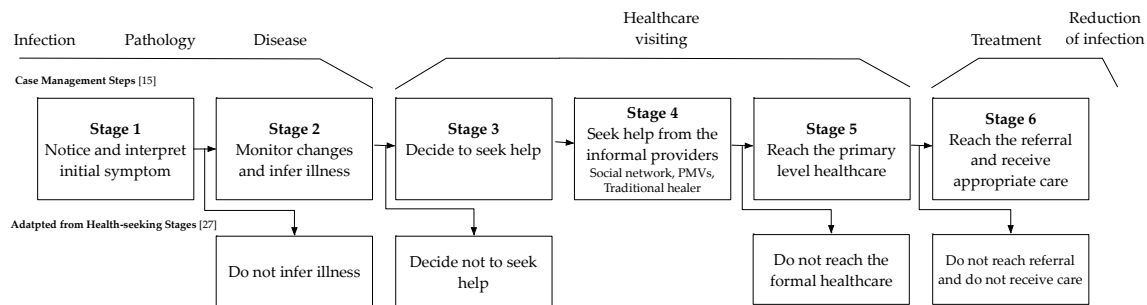 Healthcare
visiting
Reduction
of infection
Infection
Pathology
Disease
Treatment
Case Management Steps [15]
Stage 1
Notice and interpret
initial symptom
Stage 2
Monitor changes
and infer illness
Stage 3
Decide to seek help
Stage 4
Seek help from the
informal providers
Social network, PMVs,
Traditional healer
Stage 5
Reach the primary
level healthcare
Stage 6
Reach the referral
and receive
appropriate care
Adatpted from Health-seeking Stages [27]
Do not infer illness
Decide not to seek
help
Do not reach the
formal healthcare
Do not reach referral
and do not receive care